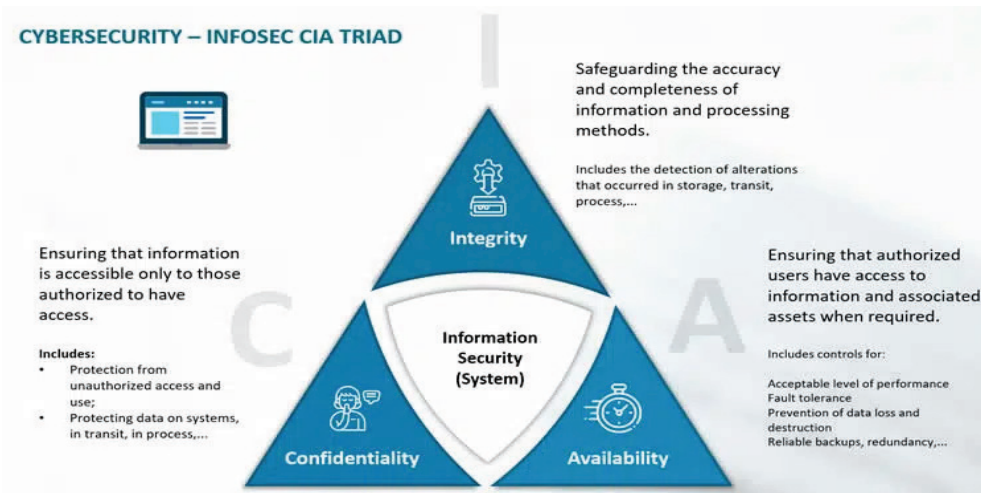 CYBERSECURITY – INFOSEC CIA TRIAD
I
Safeguarding the accuracy
and completeness of
information and processing
methods.
Includes the detection of alterations
that occurred in storage, transit,
process,...
Integrity
Ensuring that information
is accessible only to those
authorized to have
access.
Includes:
• Protection from
unauthorized access and
use;
• Protecting data on systems,
in transit, in process,...
C
Information
Security
(System)
A
Ensuring that authorized
users have access to
information and associated
assets when required.
Includes controls for:
Acceptable level of performance
Fault tolerance
Prevention of data loss and
destruction
Reliable backups, redundancy,...
Confidentiality
Availability